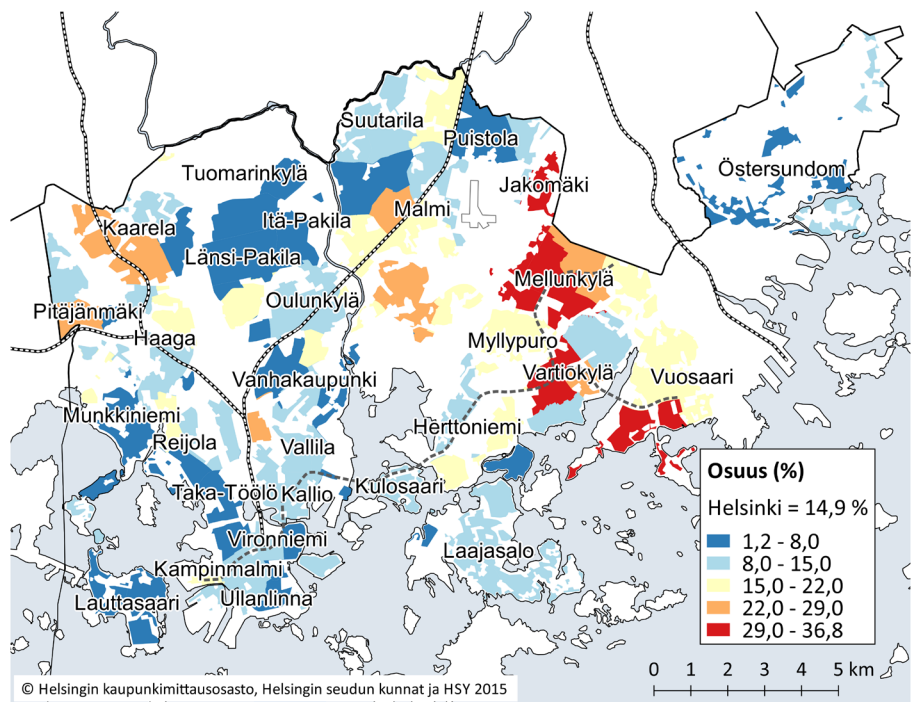 Suutarila
Puistola
Tuomarinkylä
Östersundom
Jakomäki
Malmi
Itä-Pakila
Kaarela
Länsi-Pakila
Mellunkylä
Oulunkylä
Pitäjänmäki
Haaga
Myllypuro
Vartiokylä
Vuosaari
Vanhakaupunki
Munkkiniemi
Herttoniemi
Reijola
Vallila
Osuus (%)
Taka-Töölö
Kallio
Kulosaari
Helsinki = 14,9 %
Vironniemi
1,2 - 8,0
Laajasalo
8,0 - 15,0
Kampinmalmi
15,0 - 22,0
Lauttasaari
Ullanlinna
22,0 - 29,0
29,0 - 36,8
0 1 2 3 4 5 km
© Helsingin kaupunkimittausosasto, Helsingin seudun kunnat ja HSY 2015